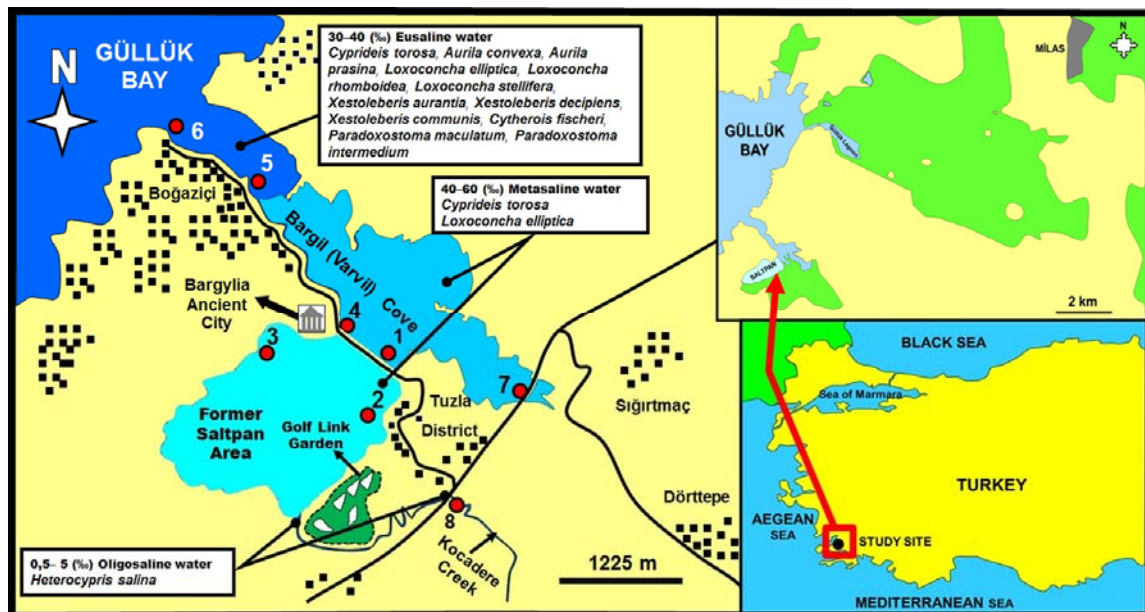 GÜLLÜK
BAY
N
30–40 (‰) Eusaline water
Cyprideis torosa, Aurila convexa, Aurila
prasina, Loxoconcha elliptica, Loxoconcha
rhomboidea, Loxoconcha stellifera,
Xestoleberis aurantia, Xestoleberis decipiens,
Xestoleberis communis, Cytherois fischeri,
Paradoxostoma maculatum, Paradoxostoma
intermedium
6
5
Boğaziçi
40–60 (‰) Metasaline water
Cyprideis torosa
Loxoconcha elliptica
Bargil (Varvil) Cove
Bargylia
Ancient
City
4
3
1
7
2
Former
Saltpan
Area
Golf Link
Garden
Tuzla
District
Sığırtmaç
8
Dörttepe
Kocadere
Creek
0,5– 5 (‰) Oligosaline water
Heterocypris salina
1225 m
N
MİLAS
GÜLLÜK
BAY
Lagoon
SALTPAN
2 km
BLACK SEA
Sea of Marmara
TURKEY
AEGEAN
SEA
STUDY SITE
MEDITERRANEAN SEA